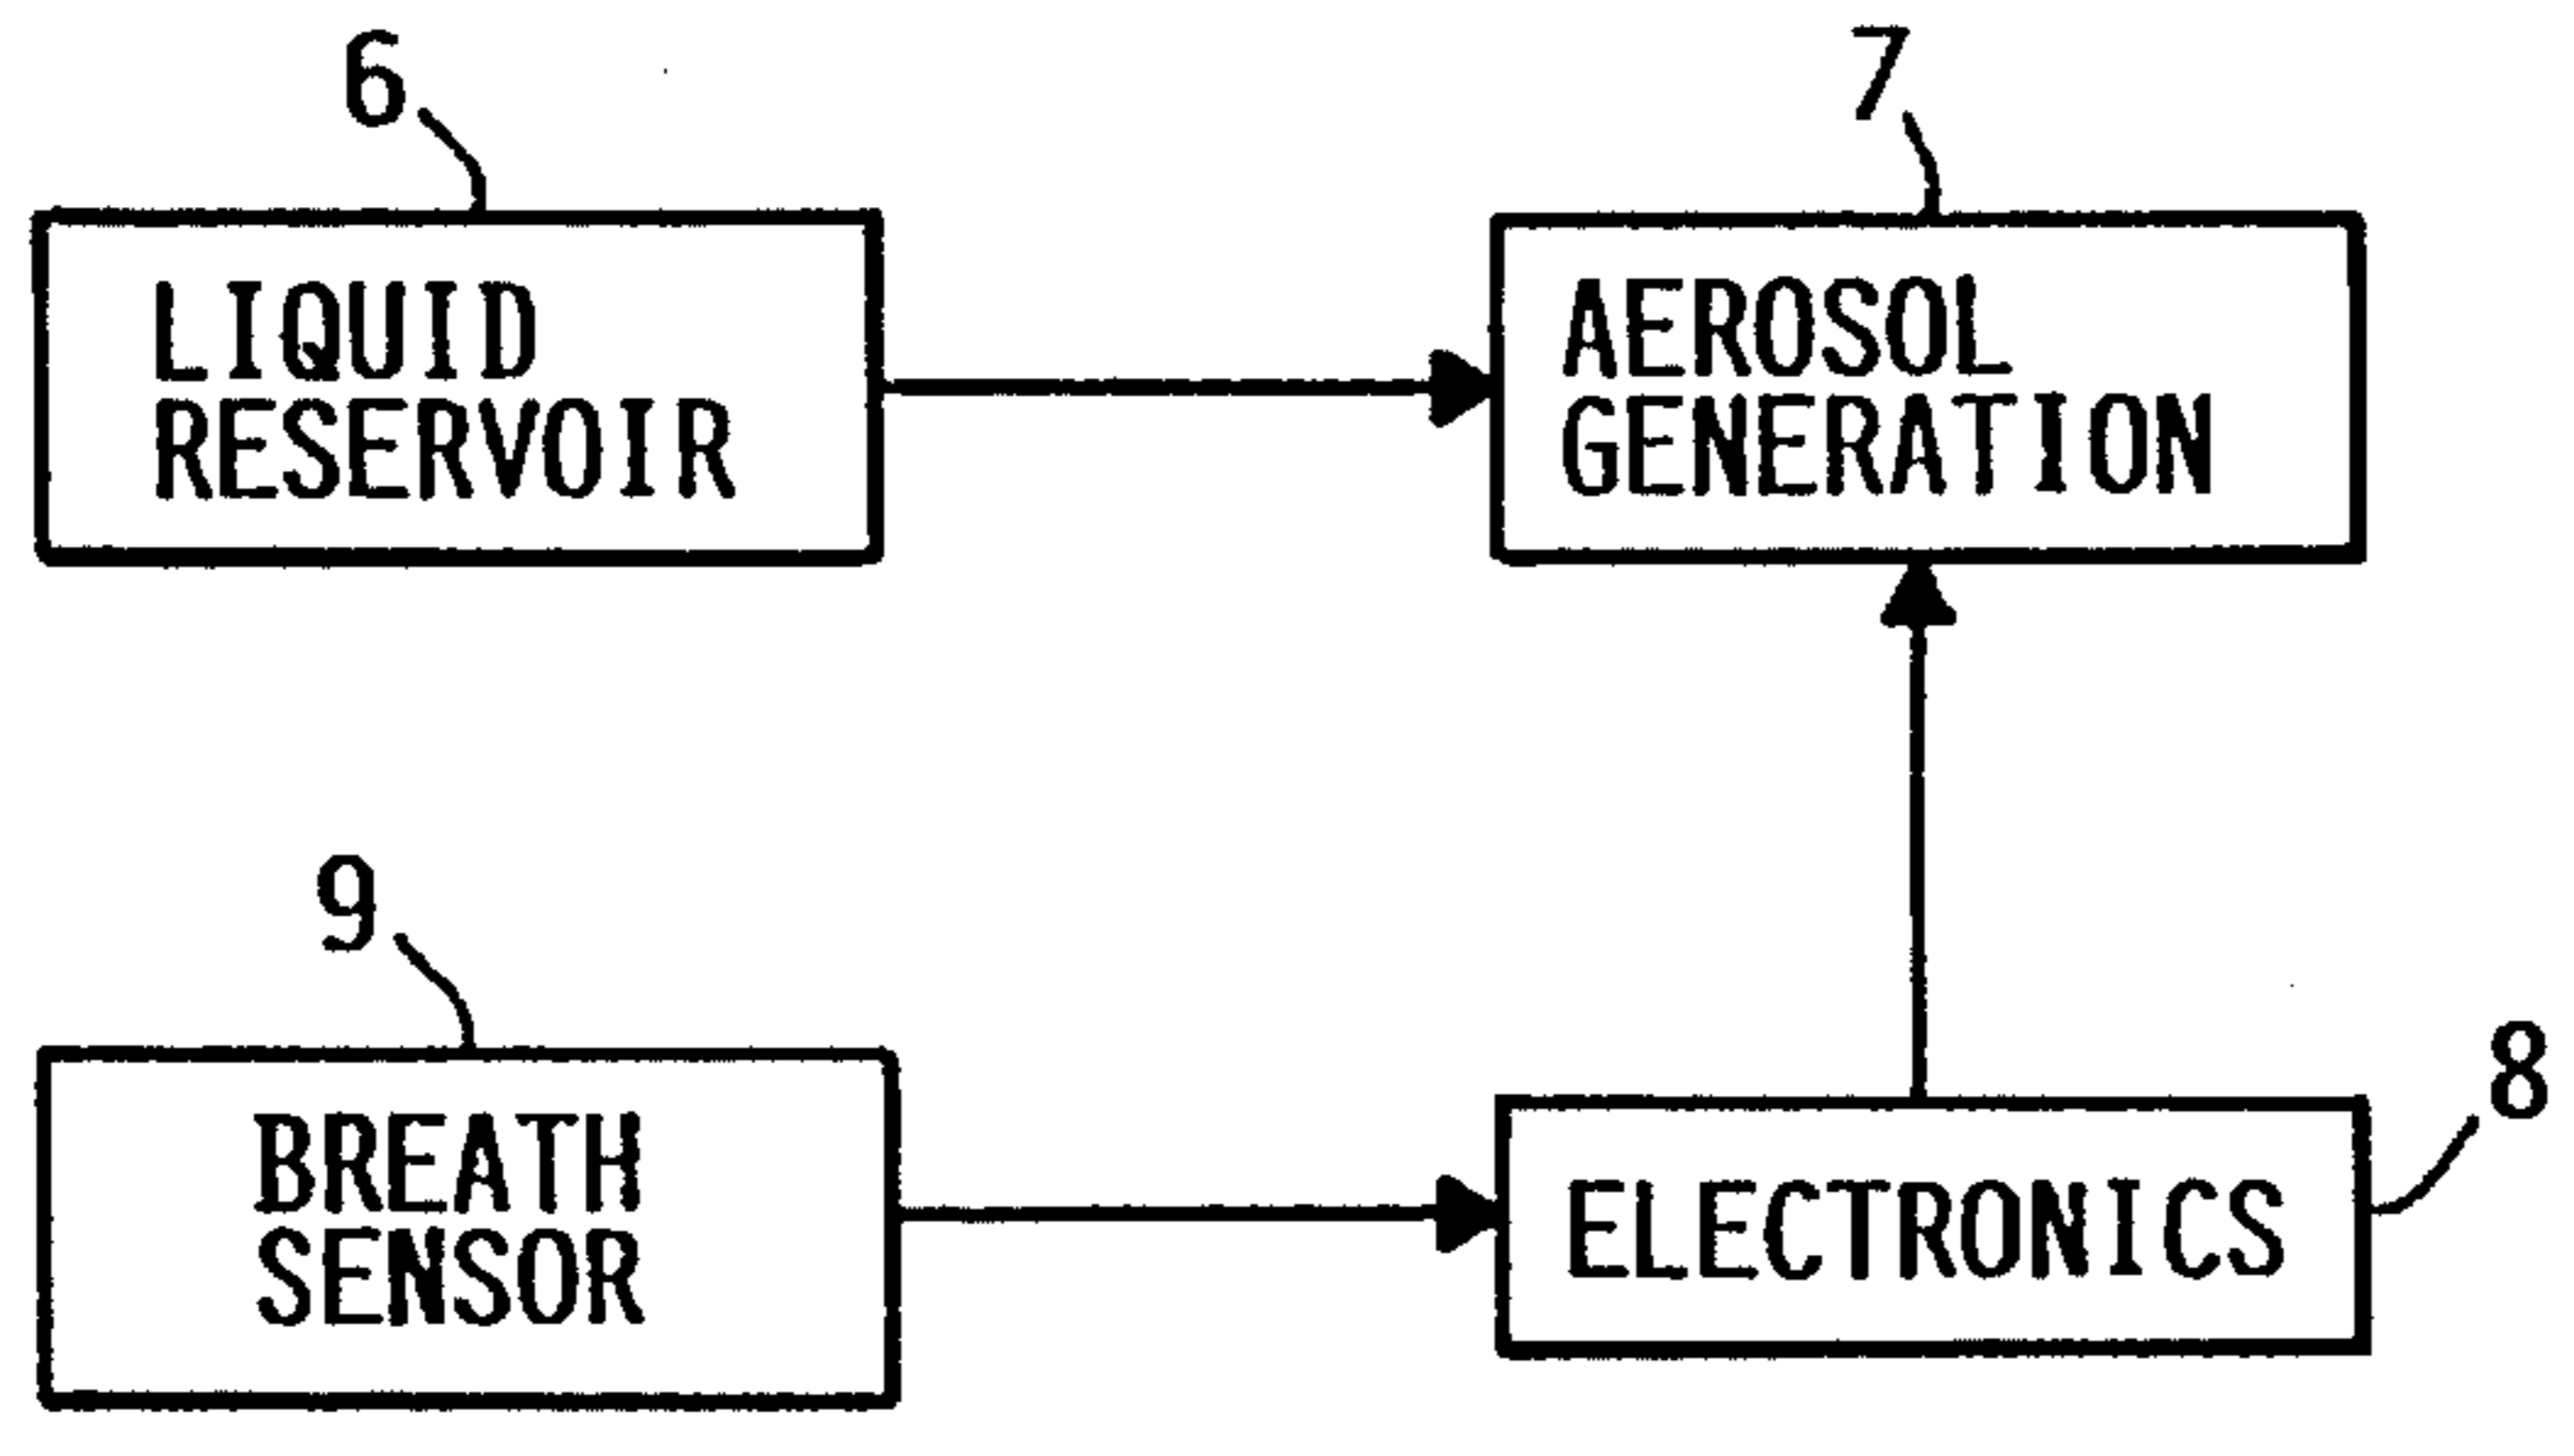 6
7
LIQUID
RESERVOIR
AEROSOL
GENERATION
9
8
BREATH
SENSOR
ELECTRONICS